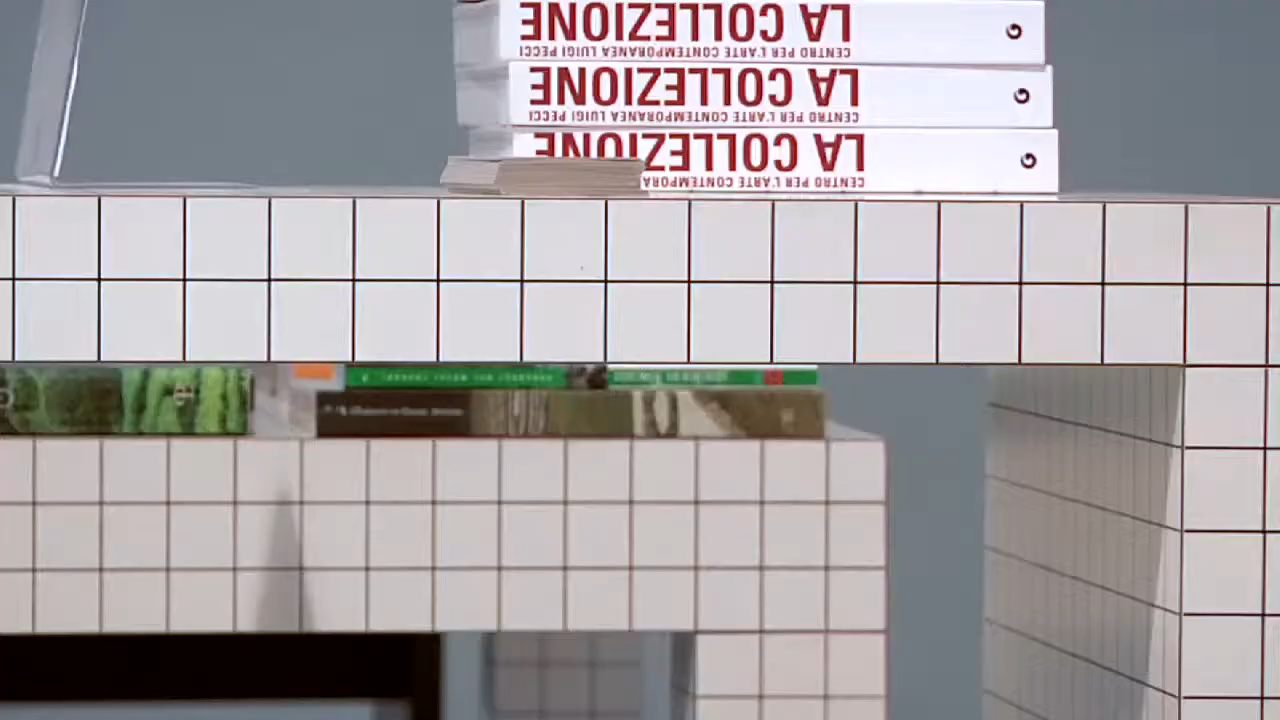 LA COLLEZIONE
CENTRO PER L'ARTE CONTEMPORANEA LUIGI PECCI
LA COLLEZIONE
CENTRO PER L'ARTE CONTEMPORANEA LUIGI PECCI
LA COLLEZIONE
CENTRO PER L'ARTE CONTEMPORA